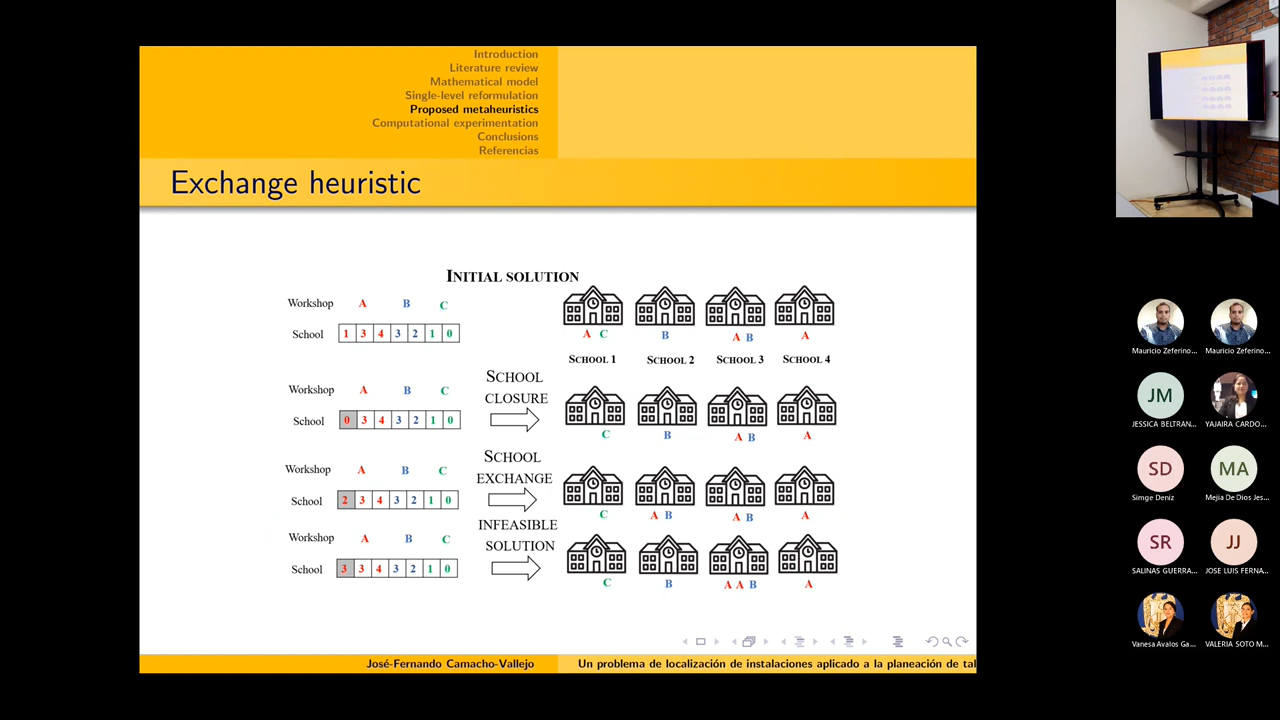 Introduction
Literature review
Mathematical model
Single-level reformulation
Proposed metaheuristics
Computational experimentation
Conclusions
Referencias
Exchange heuristic
INITIAL SOLUTION
Workshop A B C
School 1 3 4 3 2 1 0
A C B A B A
SCHOOL 1 SCHOOL 2 SCHOOL 3 SCHOOL 4
SCHOOL
CLOSURE
Workshop A B C
School 0 3 4 3 2 1 0
C B A B A
SCHOOL
EXCHANGE
Workshop A B C
School 2 3 4 3 2 1 0
C A B A B A
INFEASIBLE
SOLUTION
Workshop A B C
School 3 3 4 3 2 1 0
C B A A B A
José-Fernando Camacho-Vallejo
Un problema de localización de instalaciones aplicado a la planeación de tal
Mauricio Zeferino... Mauricio Zeferino...
JM
JESSICA BELTRAN... YAJAIRA CARDO...
SD MA
Simge Deniz Mejia De Dios Jes...
SR JJ
SALINAS GUERRA... JOSE LUIS FERNA...
Vanesa Avalos Ga... VALERIA SOTO M...